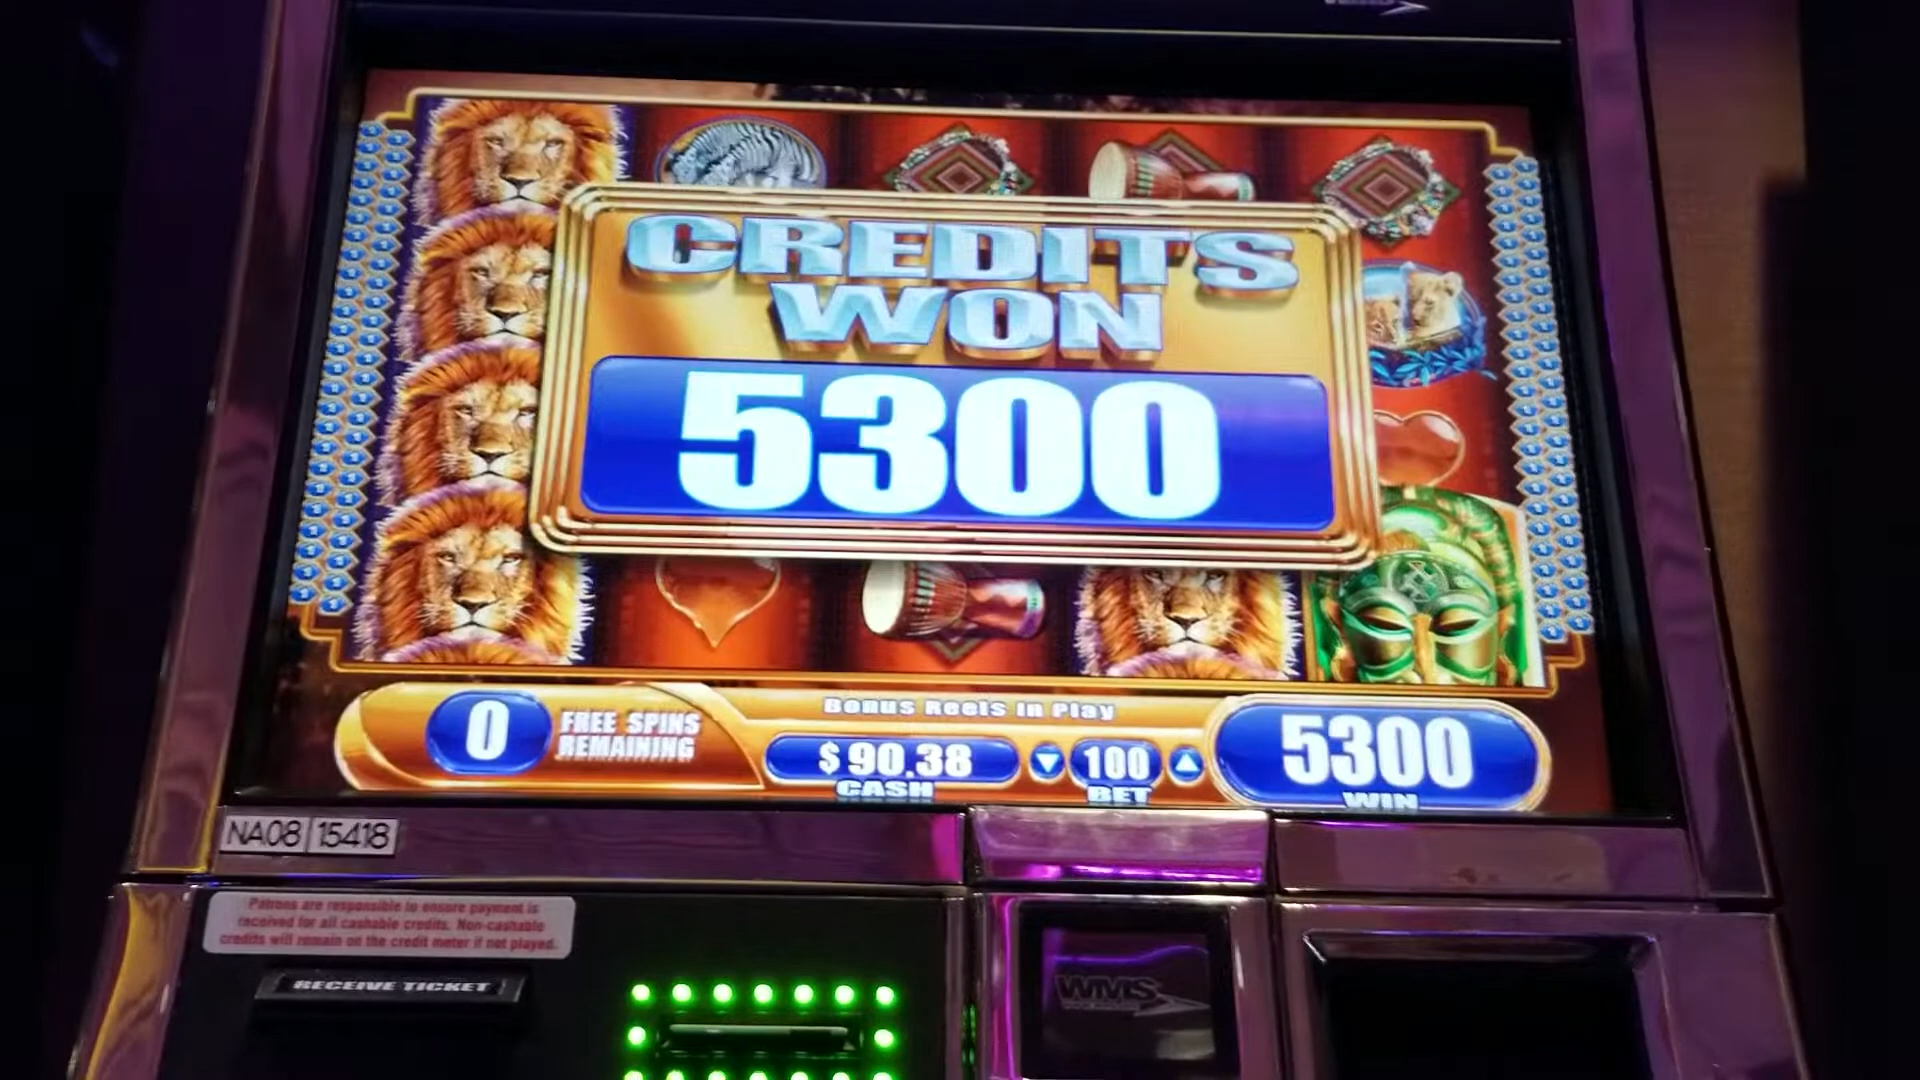 CREDITS
WON
5300
0
FREE SPINS
REMAINING
Bonus Reels In Play
$90.38
CASH
100
BET
5300
WIN
NA08 15418
Patrons are responsible to ensure payment is
received for all cashable credits. Non-cashable
credits will remain on the credit meter if not played.
RECEIVE TICKET
WMS